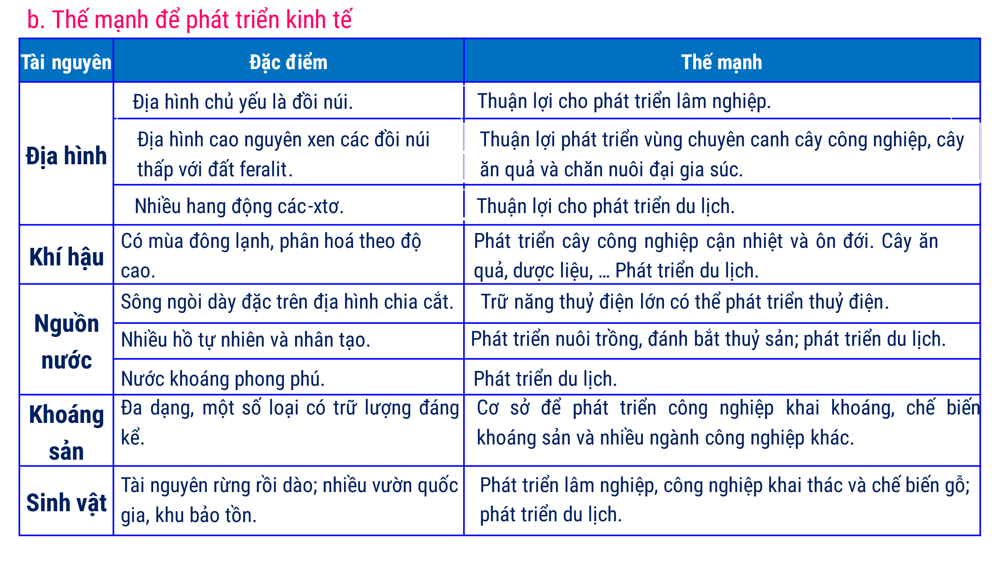 b. Thế mạnh để phát triển kinh tế
Tài nguyên
Đặc điểm
Thế mạnh
Địa hình
Địa hình chủ yếu là đồi núi.
Thuận lợi cho phát triển lâm nghiệp.
Địa hình cao nguyên xen các đồi núi
thấp với đất feralit.
Thuận lợi phát triển vùng chuyên canh cây công nghiệp, cây
ăn quả và chăn nuôi đại gia súc.
Nhiều hang động các-xtơ.
Thuận lợi cho phát triển du lịch.
Khí hậu
Có mùa đông lạnh, phân hoá theo độ
cao.
Phát triển cây công nghiệp cận nhiệt và ôn đới. Cây ăn
quả, dược liệu, … Phát triển du lịch.
Nguồn
nước
Sông ngòi dày đặc trên địa hình chia cắt.
Trữ năng thuỷ điện lớn có thể phát triển thuỷ điện.
Nhiều hồ tự nhiên và nhân tạo.
Phát triển nuôi trồng, đánh bắt thuỷ sản; phát triển du lịch.
Nước khoáng phong phú.
Phát triển du lịch.
Khoáng
sản
Đa dạng, một số loại có trữ lượng đáng
kể.
Cơ sở để phát triển công nghiệp khai khoáng, chế biến
khoáng sản và nhiều ngành công nghiệp khác.
Sinh vật
Tài nguyên rừng rồi dào; nhiều vườn quốc
gia, khu bảo tồn.
Phát triển lâm nghiệp, công nghiệp khai thác và chế biến gỗ;
phát triển du lịch.